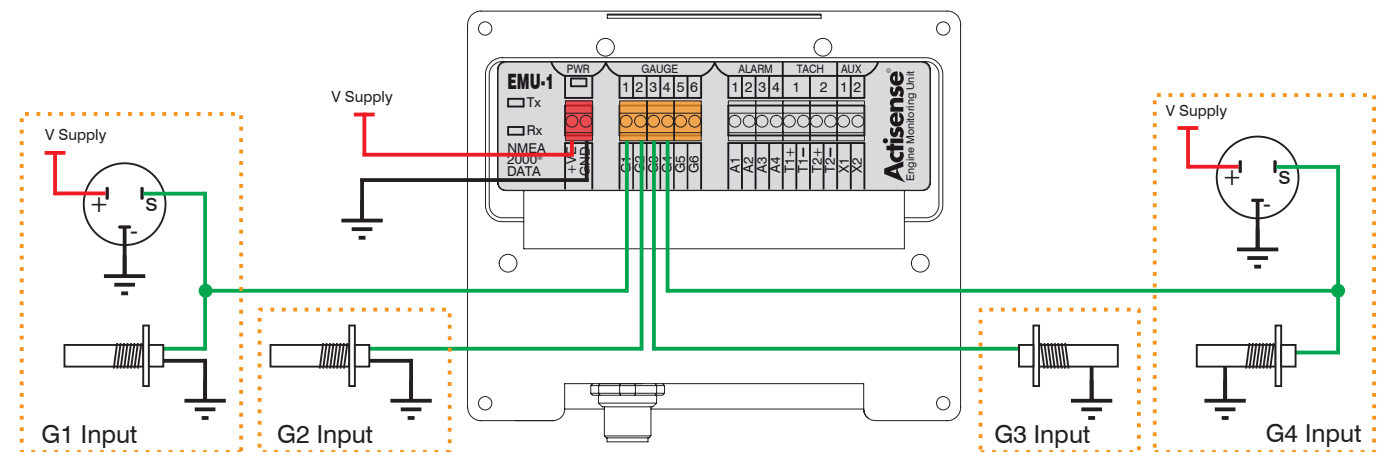 PWR GAUGE ALARM TACH AUX
EMU-1
1 2 3 4 5 6 1 2 3 4 1 2 1 2
Tx
Rx
NMEA
2000®
DATA
+VE GND G1 G2 G3 G4 G5 G6 A1 A2 A3 A4 T1+ T1- T2+ T2- X1 X2
Actisense®
Engine Monitoring Unit
V Supply
V Supply
+ S
-
G1 Input
G2 Input
G3 Input
V Supply
+ S
-
G4 Input